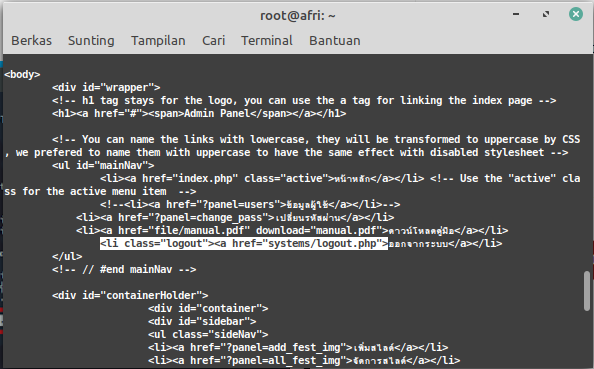 root@afri: ~
Berkas Sunting Tampilan Cari Terminal Bantuan
<body>
<div id="wrapper">
<!-- h1 tag stays for the logo, you can use the a tag for linking the index page -->
<h1><a href="#"><span>Admin Panel</span></a></h1>
<!-- You can name the links with lowercase, they will be transformed to uppercase by CSS
, we prefered to name them with uppercase to have the same effect with disabled stylesheet -->
<ul id="mainNav">
<li><a href="index.php" class="active">หน้าหลัก</a></li> <!-- Use the "active" cla
ss for the active menu item  -->
<!--<li><a href="?panel=users">ข้อมูลผู้ใช้</a></li>-->
<li><a href="?panel=change_pass">เปลี่ยนรหัสผ่าน</a></li>
<li><a href="file/manual.pdf" download="manual.pdf">ดาวน์โหลดคู่มือ</a></li>
<li class="logout"><a href="systems/logout.php">ออกจากระบบ</a></li>
</ul>
<!-- // #end mainNav -->
<div id="containerHolder">
<div id="container">
<div id="sidebar">
<ul class="sideNav">
<li><a href="?panel=add_fest_img">เพิ่มสไลด์</a></li>
<li><a href="?panel=all_fest_img">จัดการสไลด์</a></li>